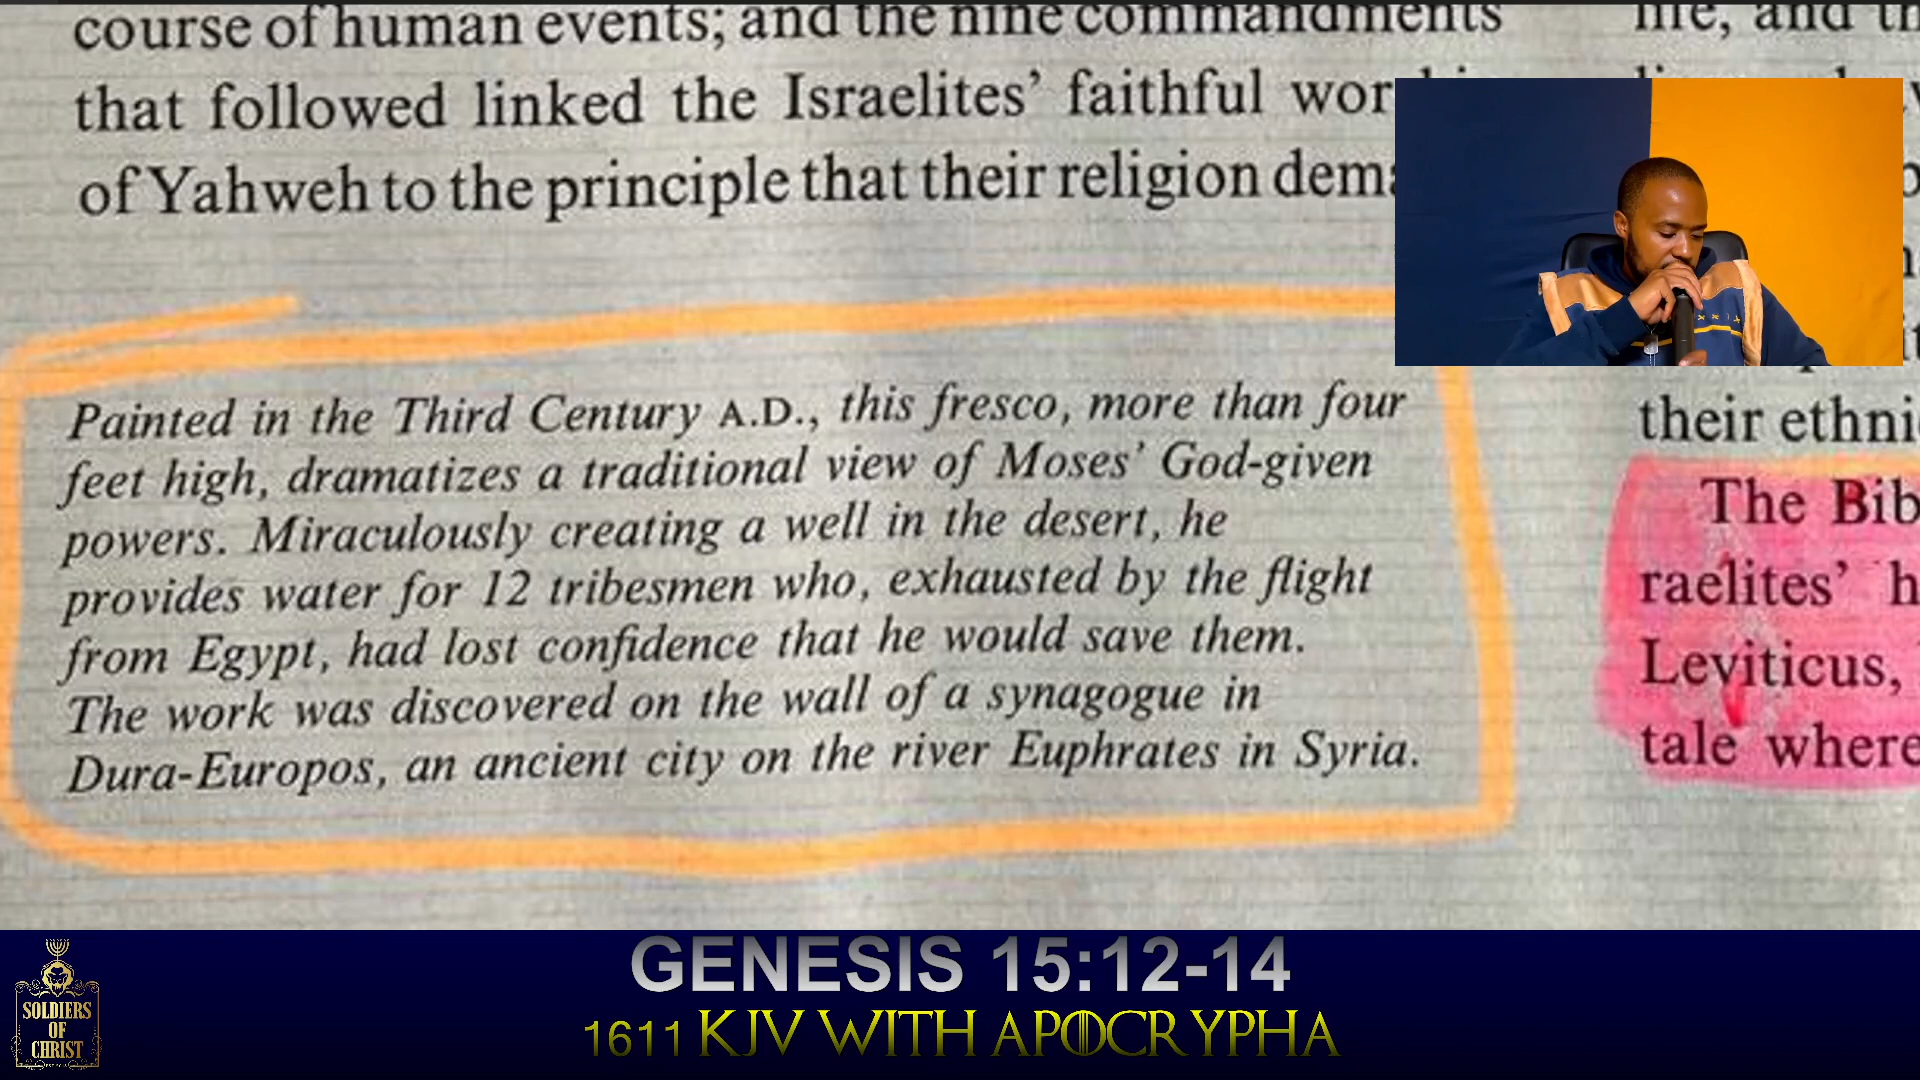 course of human events; and the nine commandments
that followed linked the Israelites' faithful
of Yahweh to the principle that their religion
Painted in the Third Century A.D., this fresco, more than four
feet high, dramatizes a traditional view of Moses' God-given
powers. Miraculously creating a well in the desert, he
provides water for 12 tribesmen who, exhausted by the flight
from Egypt, had lost confidence that he would save them.
The work was discovered on the wall of a synagogue in
Dura-Europos, an ancient city on the river Euphrates in Syria.
life, and
their
The
raelites'
Leviticus,
tale where
GENESIS 15:12-14
1611 KJV WITH APOCRYPHA
SOLDIERS
OF
CHRIST